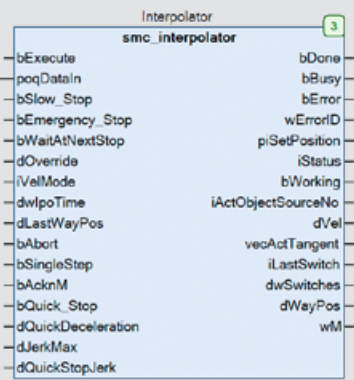 Interpolator
3
smc_interpolator
bExecute bDone
poqDataIn bBusy
bSlow_Stop bError
bEmergency_Stop wErrorID
bWaitAtNextStop piSetPosition
dOverride iStatus
iVelMode bWorking
dwIpoTime iActObjectSourceNo
dLastWayPos dVel
bAbort vecActTangent
bSingleStep iLastSwitch
bAcknM dwSwitches
bQuick_Stop dWayPos
dQuickDeceleration wM
dJerkMax
dQuickStopJerk